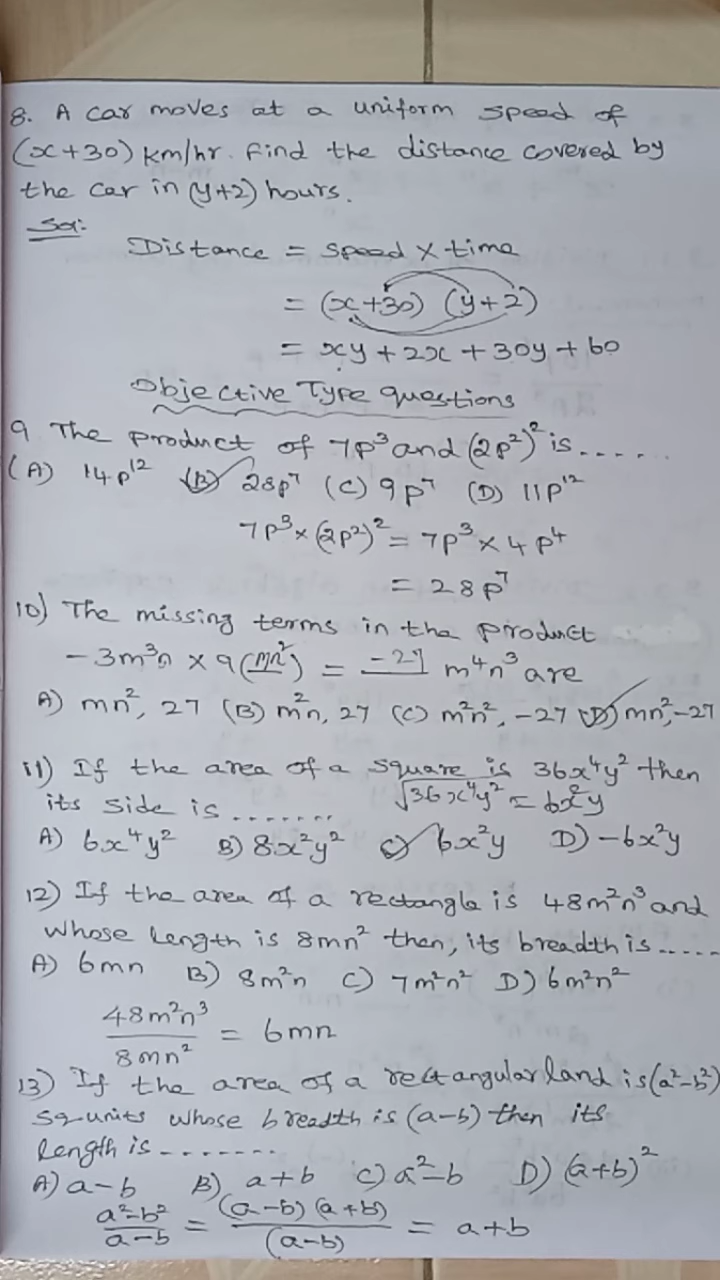 8. A car moves at a uniform speed of
(x+30) km/hr. Find the distance covered by
the car in (y+2) hours.
Sol:
Distance = speed × time
= (x+30) (y+2)
= xy + 2x + 30y + 60
Objective Type questions
9 The product of 7p³ and (2p²)² is......
(A) 14p¹² (B) 28p⁷ (C) 9p⁷ (D) 11p¹²
7p³ × (2p²)² = 7p³ × 4p⁴
= 28p⁷
10) The missing terms in the product
-3m³n × 9(mn²) = -27 m⁴n³ are
A) mn², 27 (B) m²n, 27 (C) m²n², -27 (D) mn², -27
11) If the area of a square is 36x⁴y² then
its side is ....... √36x⁴y² = 6x²y
A) 6x⁴y² B) 8x²y² C) 6x²y D) -6x²y
12) If the area of a rectangle is 48m²n³ and
whose length is 8mn² then, its breadth is .....
A) 6mn B) 8m²n C) 7m²n² D) 6m²n²
48m²n³ / 8mn² = 6mn
13) If the area of a rectangular land is (a²-b²)
sq.units whose breadth is (a-b) then its
length is .......
A) a-b B) a+b C) a²-b D) (a+b)²
a²-b² / a-b = (a-b) (a+b) / (a-b) = a+b